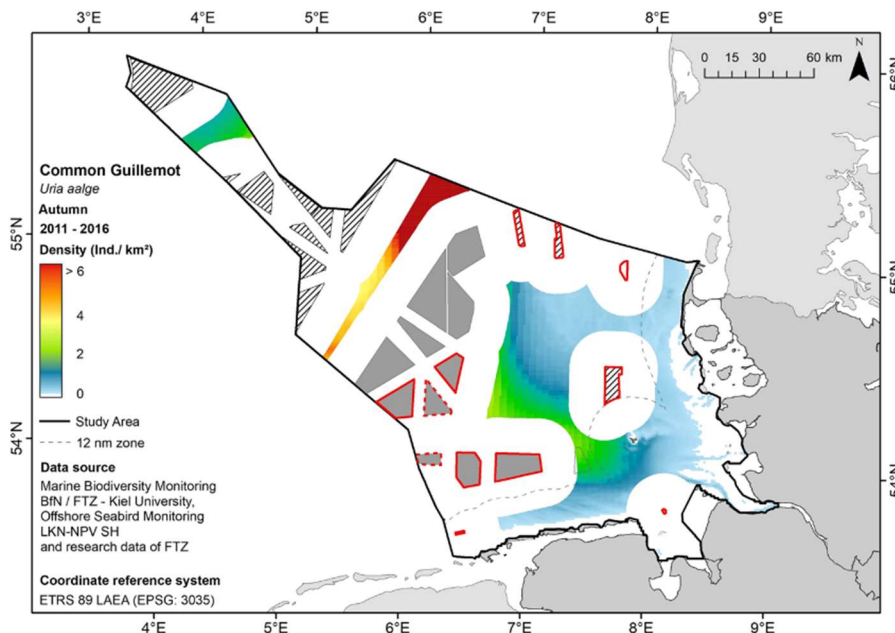 3°E 4°E 5°E 6°E 7°E 8°E 9°E
N
0 15 30 60 km
56°N
Common Guillemot
Uria aalge
Autumn
2011 - 2016
55°N
Density (Ind./ km²)
> 6
55°N
4
2
0
Study Area
12 nm zone
54°N
Data source
54°N
Marine Biodiversity Monitoring
BfN / FTZ - Kiel University,
Offshore Seabird Monitoring
LKN-NPV SH
and research data of FTZ
Coordinate reference system
ETRS 89 LAEA (EPSG: 3035)
4°E 5°E 6°E 7°E 8°E 9°E